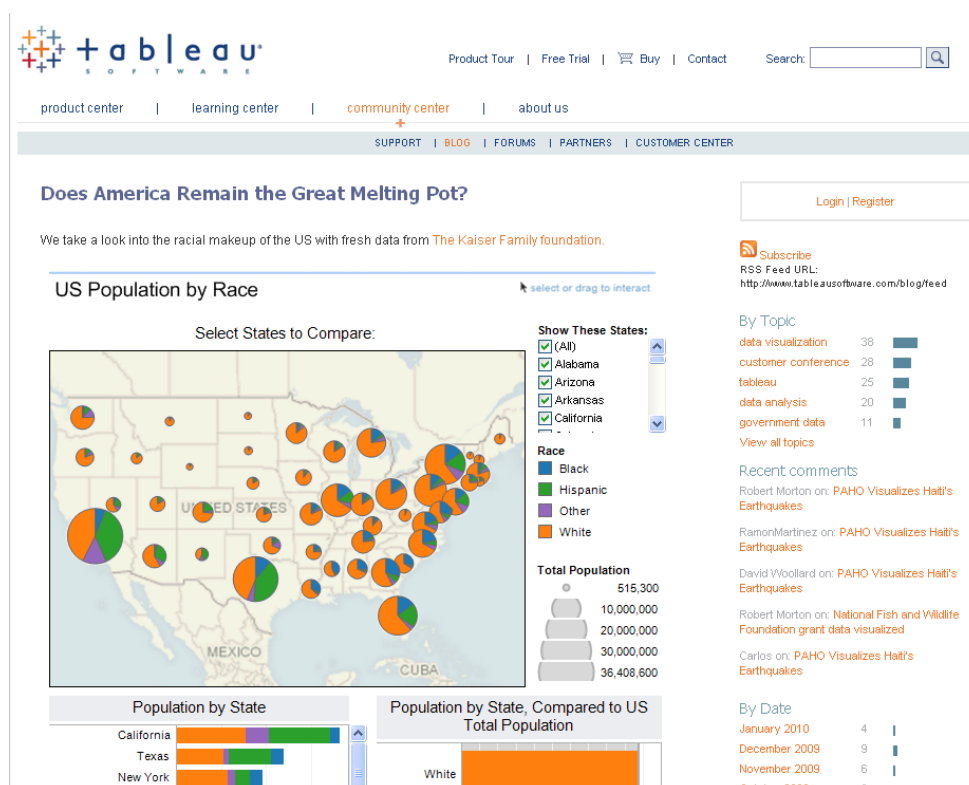 +ableau
SOFTWARE
Product Tour | Free Trial | Buy | Contact Search:
product center | learning center | community center | about us
SUPPORT | BLOG | FORUMS | PARTNERS | CUSTOMER CENTER
Does America Remain the Great Melting Pot?
We take a look into the racial makeup of the US with fresh data from The Kaiser Family foundation.
US Population by Race
select or drag to interact
Select States to Compare:
UNITED STATES
MEXICO
CUBA
Show These States:
(All)
Alabama
Arizona
Arkansas
California
Race
Black
Hispanic
Other
White
Total Population
515,300
10,000,000
20,000,000
30,000,000
36,408,600
Population by State
California
Texas
New York
Population by State, Compared to US
Total Population
White
Login | Register
Subscribe
RSS Feed URL:
http://www.tableausoftware.com/blog/feed
By Topic
data visualization 38
customer conference 28
tableau 25
data analysis 20
government data 11
View all topics
Recent comments
Robert Morton on: PAHO Visualizes Haiti's
Earthquakes
RamonMartinez on: PAHO Visualizes Haiti's
Earthquakes
David Woollard on: PAHO Visualizes Haiti's
Earthquakes
Robert Morton on: National Fish and Wildlife
Foundation grant data visualized
Carlos on: PAHO Visualizes Haiti's
Earthquakes
By Date
January 2010 4
December 2009 9
November 2009 6